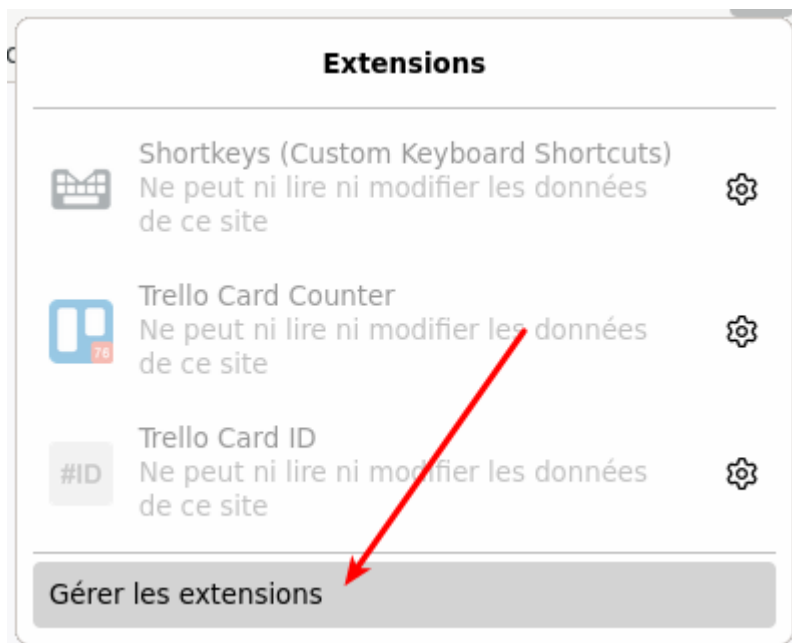 Extensions
Shortkeys (Custom Keyboard Shortcuts)
Ne peut ni lire ni modifier les données
de ce site
Trello Card Counter
Ne peut ni lire ni modifier les données
de ce site
76
Trello Card ID
#ID
Ne peut ni lire ni modifier les données
de ce site
Gérer les extensions